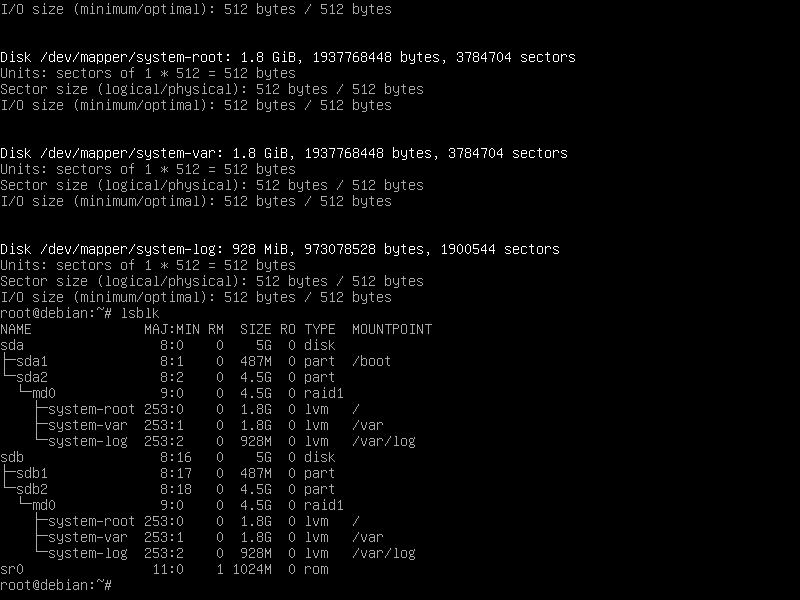 I/O size (minimum/optimal): 512 bytes / 512 bytes
Disk /dev/mapper/system-root: 1.8 GiB, 1937768448 bytes, 3784704 sectors
Units: sectors of 1 * 512 = 512 bytes
Sector size (logical/physical): 512 bytes / 512 bytes
I/O size (minimum/optimal): 512 bytes / 512 bytes
Disk /dev/mapper/system-var: 1.8 GiB, 1937768448 bytes, 3784704 sectors
Units: sectors of 1 * 512 = 512 bytes
Sector size (logical/physical): 512 bytes / 512 bytes
I/O size (minimum/optimal): 512 bytes / 512 bytes
Disk /dev/mapper/system-log: 928 MiB, 973078528 bytes, 1900544 sectors
Units: sectors of 1 * 512 = 512 bytes
Sector size (logical/physical): 512 bytes / 512 bytes
I/O size (minimum/optimal): 512 bytes / 512 bytes
root@debian:~# lsblk
NAME              MAJ:MIN RM  SIZE RO TYPE  MOUNTPOINT
sda                 8:0    0    5G  0 disk
├─sda1              8:1    0  487M  0 part  /boot
└─sda2              8:2    0  4.5G  0 part
  └─md0             9:0    0  4.5G  0 raid1
    ├─system-root 253:0    0  1.8G  0 lvm   /
    ├─system-var  253:1    0  1.8G  0 lvm   /var
    └─system-log  253:2    0  928M  0 lvm   /var/log
sdb                 8:16   0    5G  0 disk
├─sdb1              8:17   0  487M  0 part
└─sdb2              8:18   0  4.5G  0 part
  └─md0             9:0    0  4.5G  0 raid1
    ├─system-root 253:0    0  1.8G  0 lvm   /
    ├─system-var  253:1    0  1.8G  0 lvm   /var
    └─system-log  253:2    0  928M  0 lvm   /var/log
sr0                11:0    1 1024M  0 rom
root@debian:~#